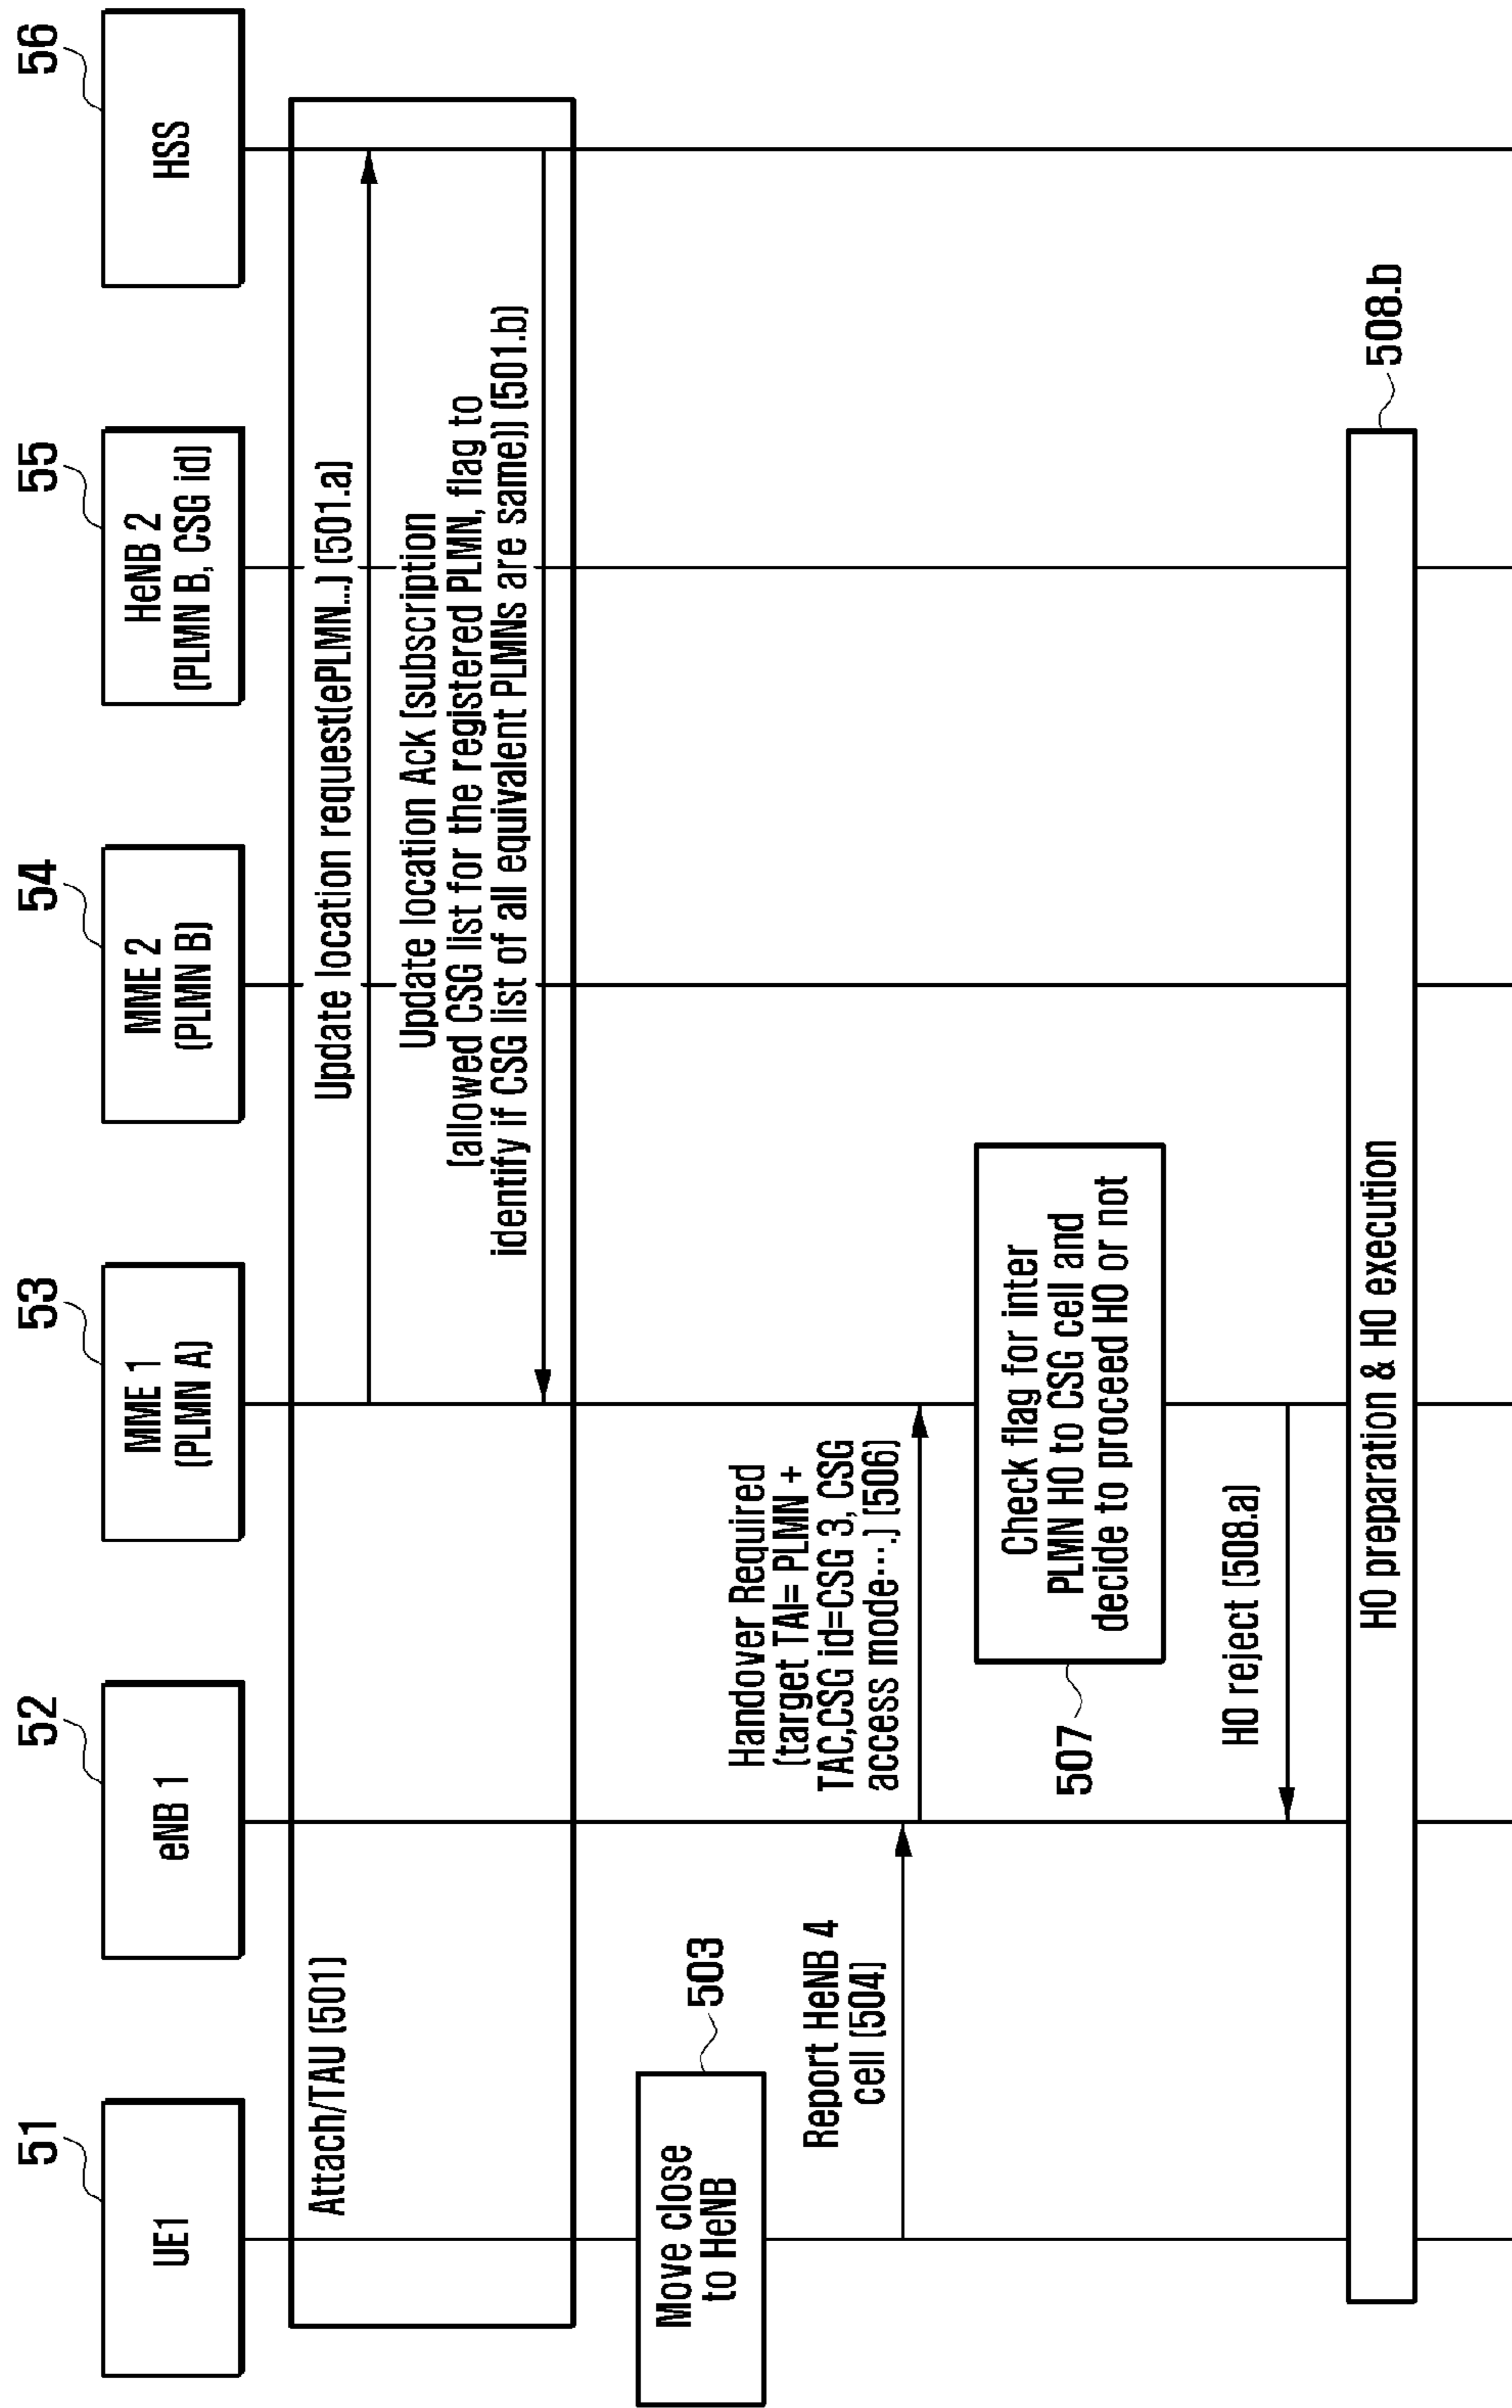 51
52
53
54
55
56
UE1
eNB 1
MME 1
(PLMN A)
MME 2
(PLMN B)
HeNB 2
(PLMN B, CSG id)
HSS
Attach/TAU (501)
Update location request(ePLMN...) (501.a)
Update location Ack (subscription
(allowed CSG list for the registered PLMN, flag to
identify if CSG list of all equivalent PLMNs are same)) (501.b)
Move close
to HeNB
503
Report HeNB 4
cell (504)
Handover Required
(target TAI= PLMN +
TAC,CSG id=CSG 3, CSG
access mode….) (506)
Check flag for inter
PLMN HO to CSG cell and
decide to proceed HO or not
507
HO reject (508.a)
HO preparation & HO execution
508.b